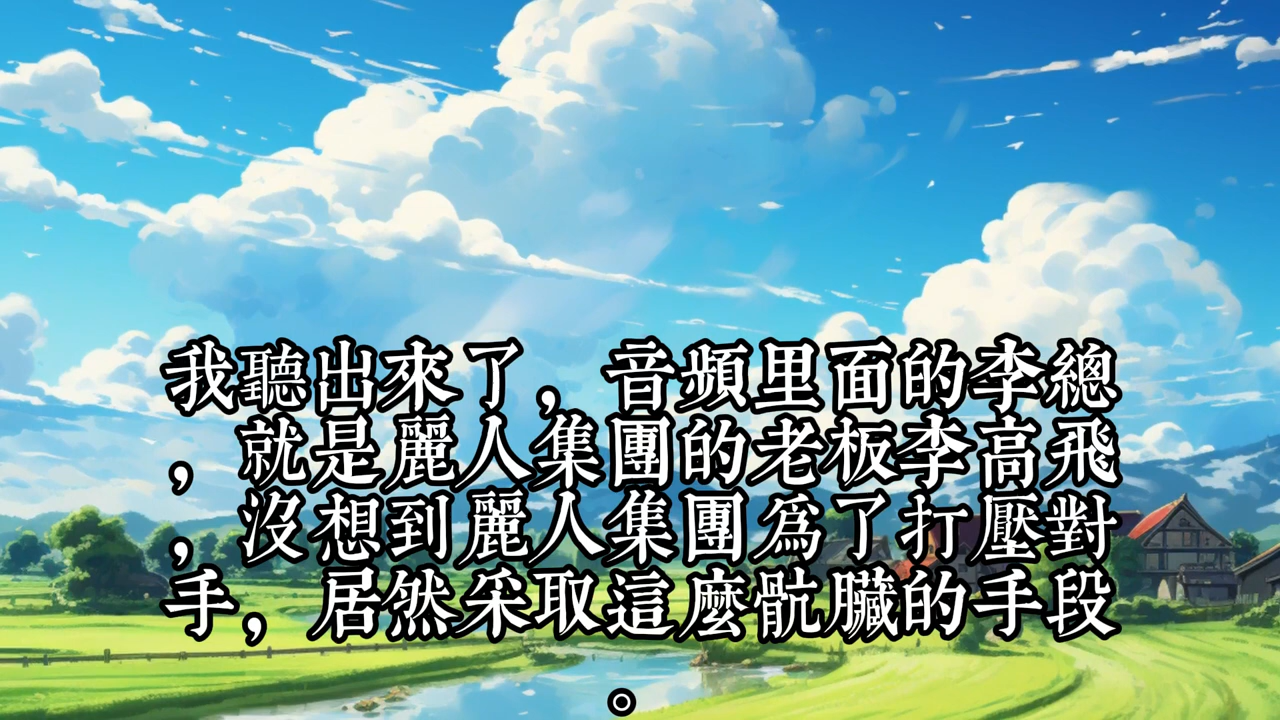 我聽出來了，音頻里面的李總
，就是麗人集團的老板李高飛
，沒想到麗人集團為了打壓對
手，居然采取這麼骯臟的手段
。